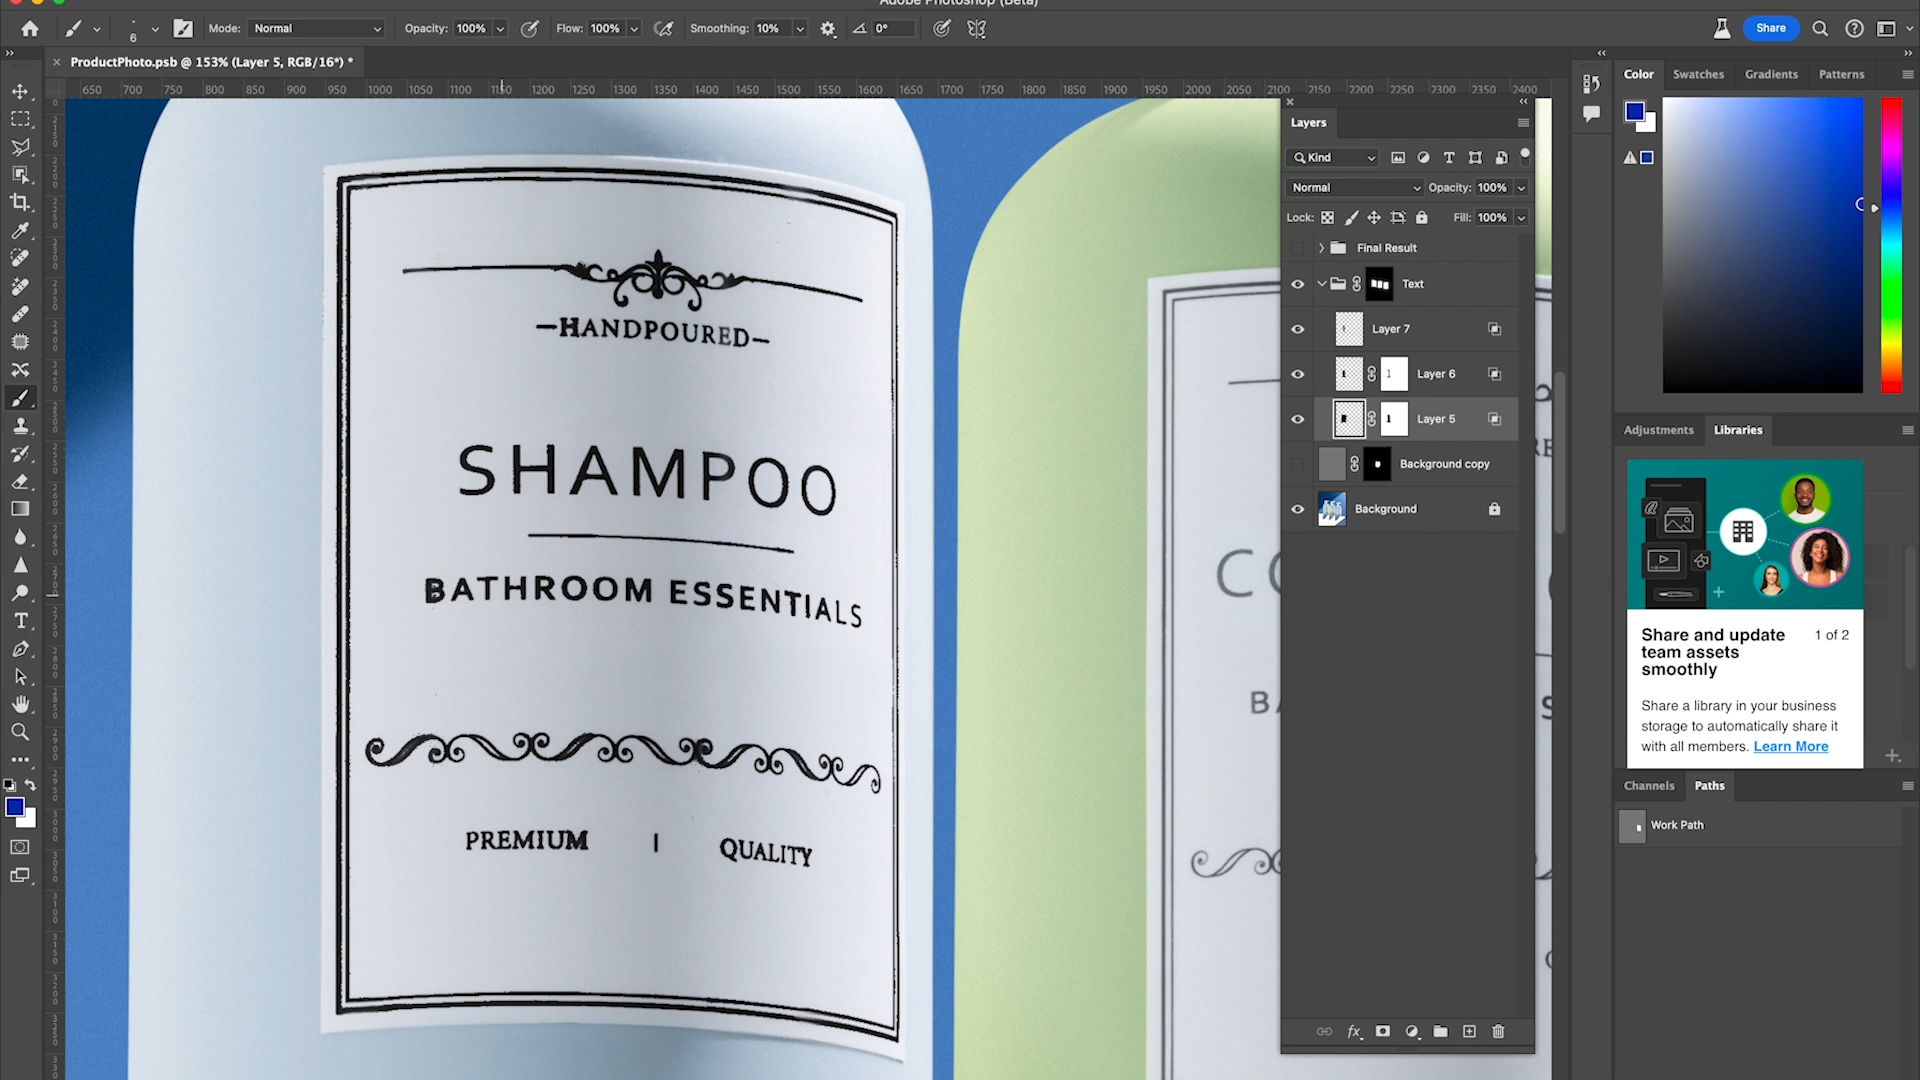 Adobe Photoshop (Beta)
6
Mode: Normal
Opacity: 100%
Flow: 100%
Smoothing: 10%
0°
Share
ProductPhoto.psb @ 153% (Layer 5, RGB/16*) *
650 700 750 800 850 900 950 1000 1050 1100 1150 1200 1250 1300 1350 1400 1450 1500 1550 1600 1650 1700 1750 1800 1850 1900 1950 2000 2050 2100 2150 2200 2250 2300 2350 2400
HANDPOURED
SHAMPOO
BATHROOM ESSENTIALS
PREMIUM | QUALITY
Layers
Kind
Normal
Opacity: 100%
Lock:
Fill: 100%
Final Result
Text
Layer 7
Layer 6
Layer 5
Background copy
Background
fx
Color
Swatches
Gradients
Patterns
Adjustments
Libraries
Share and update
team assets
smoothly
1 of 2
Share a library in your business
storage to automatically share it
with all members. Learn More
Channels
Paths
Work Path